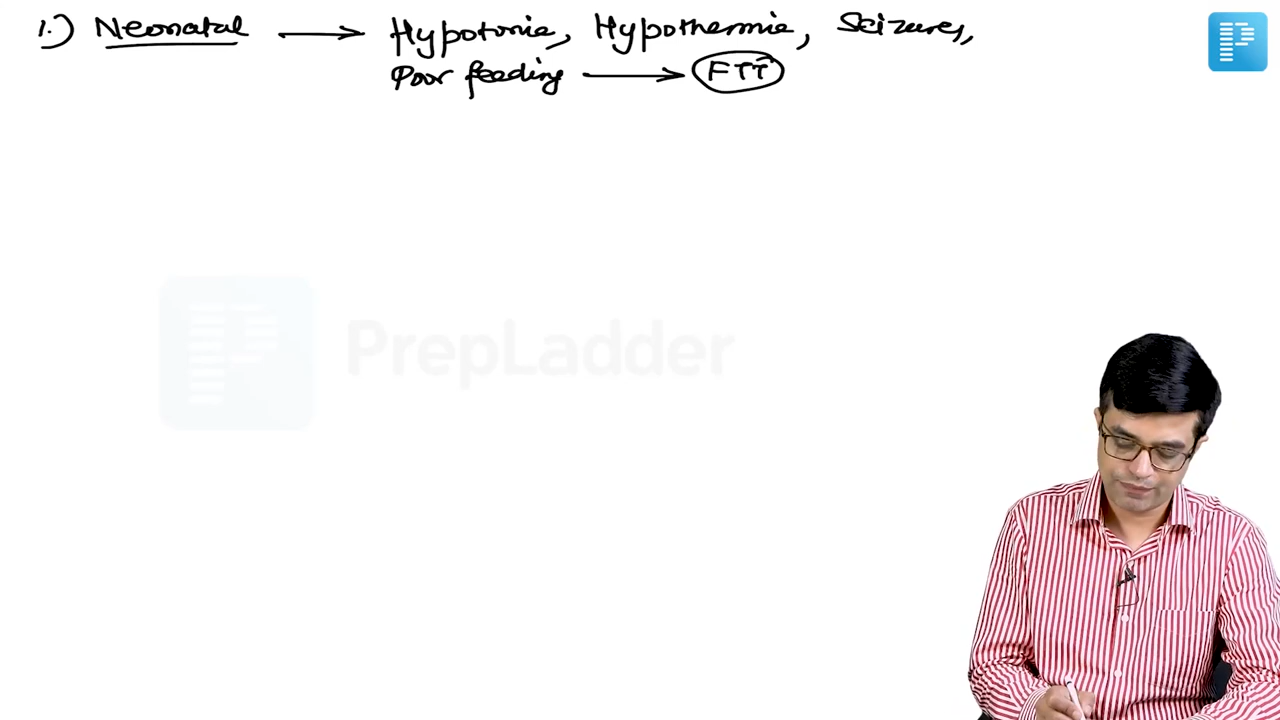 1.) Neonatal → Hypotonia, Hypothermia, Seizures,
Poor feeding → FTT
PrepLadder